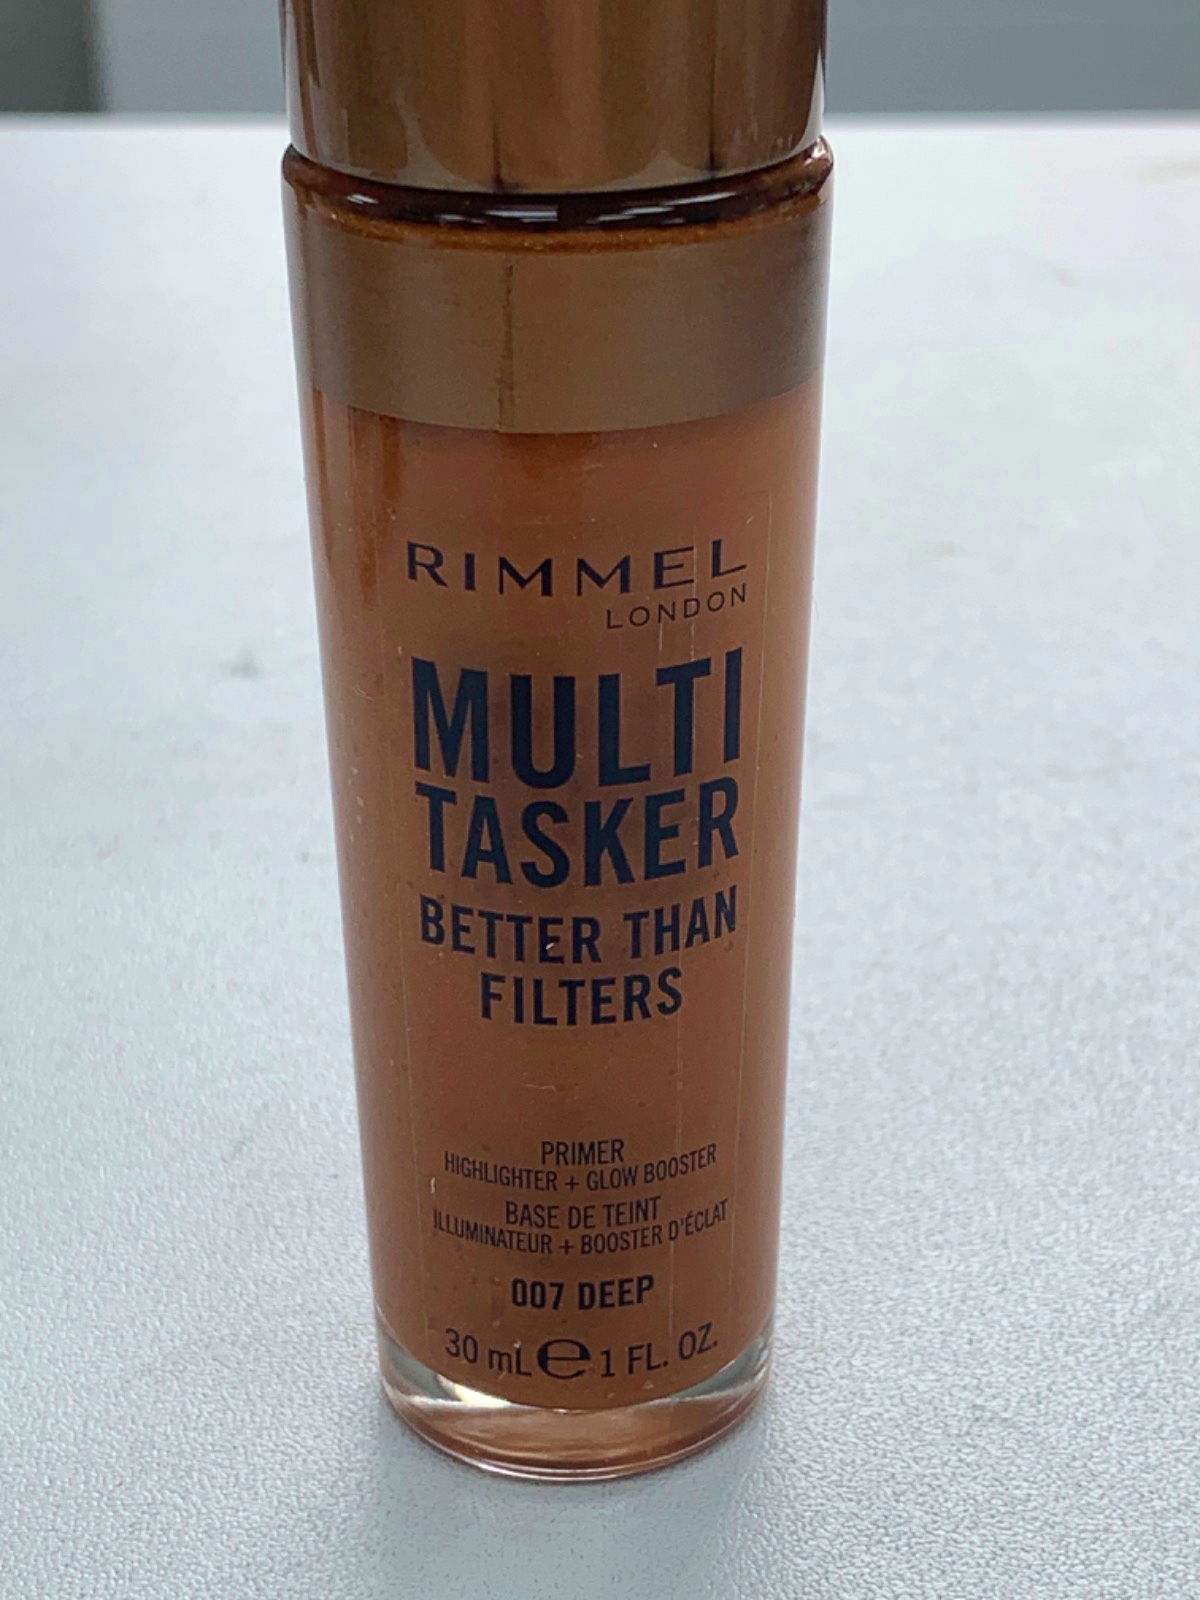 RIMMEL
LONDON
MULTI
TASKER
BETTER THAN
FILTERS
PRIMER
HIGHLIGHTER + GLOW BOOSTER
BASE DE TEINT
ILLUMINATEUR + BOOSTER D'ÉCLAT
007 DEEP
30 mL ℮ 1 FL. OZ.